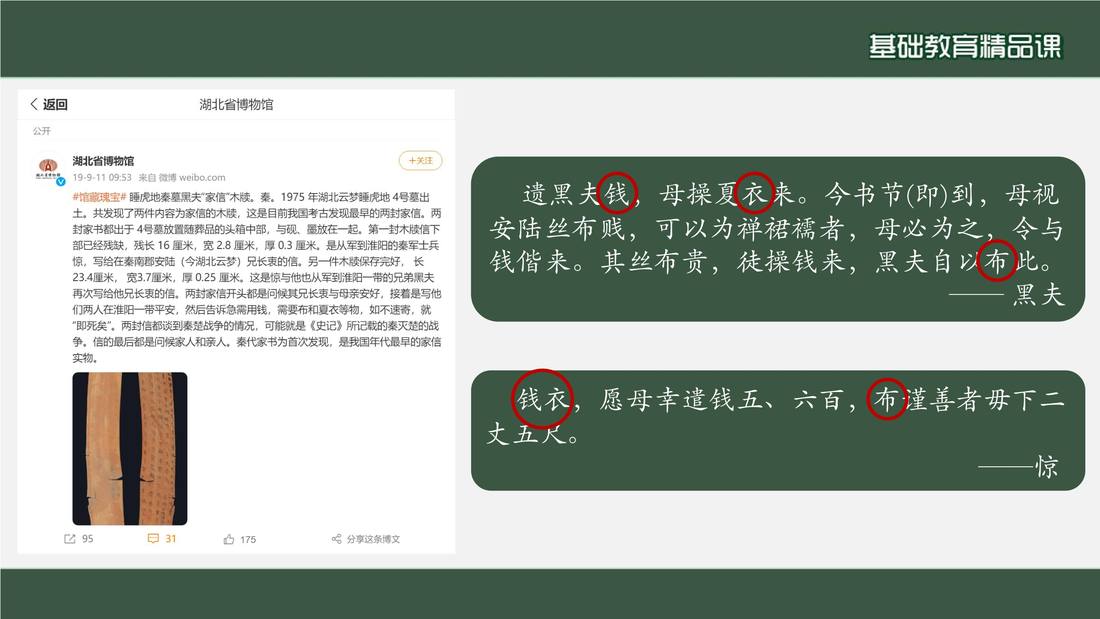 基础教育精品课
返回
湖北省博物馆
公开
湖北省博物馆
19-9-11 09:53 来自 微博 weibo.com
+关注
#馆藏瑰宝# 睡虎地秦墓黑夫“家信”木牍。秦。1975 年湖北云梦睡虎地 4号墓出
土。共发现了两件内容为家信的木牍，这是目前我国考古发现最早的两封家信。两
封家书都出于 4号墓放置随葬品的头箱中部，与砚、墨放在一起。第一封木牍信下
部已经残缺，残长 16 厘米，宽 2.8 厘米，厚 0.3 厘米。是从军到淮阳的秦军士兵
惊，写给在秦南郡安陆（今湖北云梦）兄长衷的信。另一件木牍保存完好， 长
23.4厘米， 宽3.7厘米，厚 0.25 厘米。这是惊与他也从军到淮阳一带的兄弟黑夫
再次写给他兄长衷的信。两封信开头都是问候其兄长衷与母亲安好，接着是写他
们两人在淮阳一带平安，然后告诉急需用钱，需要布和夏衣等物，如不速寄，就
“即死矣”。两封信都谈到秦楚战争的情况，可能就是《史记》所记载的秦灭楚的战
争。信的最后都是问候家人和亲人。秦代家书为首次发现，是我国年代最早的家信
实物。
95
31
175
分享这条博文
遗黑夫钱，母操夏衣来。今书节(即)到，母视
安陆丝布贱，可以为禅裙襦者，母必为之，令与
钱偕来。其丝布贵，徒操钱来，黑夫自以布此。
—— 黑夫
钱衣，愿母幸遣钱五、六百，布谨善者毋下二
丈五尺。
——惊